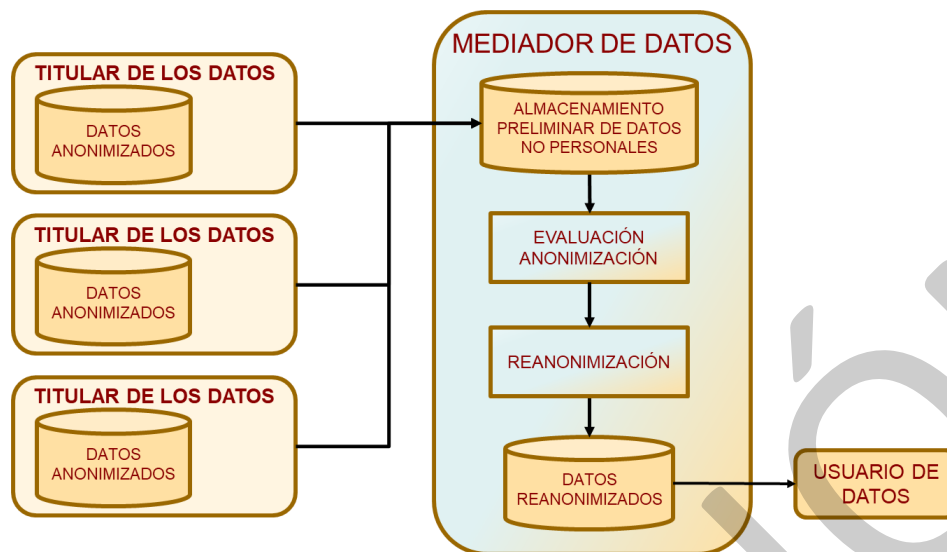 TITULAR DE LOS DATOS
DATOS
ANONIMIZADOS
TITULAR DE LOS DATOS
DATOS
ANONIMIZADOS
TITULAR DE LOS DATOS
DATOS
ANONIMIZADOS
MEDIADOR DE DATOS
ALMACENAMIENTO
PRELIMINAR DE DATOS
NO PERSONALES
EVALUACIÓN
ANONIMIZACIÓN
REANONIMIZACIÓN
DATOS
REANONIMIZADOS
USUARIO DE
DATOS